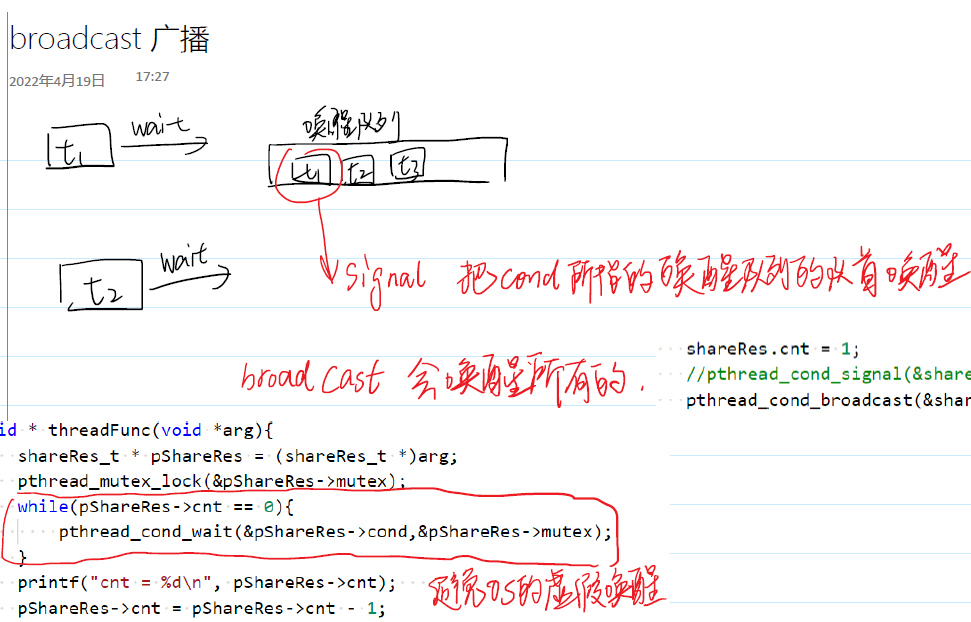 broadcast 广播
2022年4月19日 17:27
t1 wait
唤醒队列
t1 t2 t3
t2 wait
signal 把cond所指的唤醒队列的队首唤醒
broadcast 会唤醒所有的.
shareRes.cnt = 1;
//pthread_cond_signal(&share
pthread_cond_broadcast(&shar
id * threadFunc(void *arg){
shareRes_t * pShareRes = (shareRes_t *)arg;
pthread_mutex_lock(&pShareRes->mutex);
while(pShareRes->cnt == 0){
pthread_cond_wait(&pShareRes->cond,&pShareRes->mutex);
}
printf("cnt = %d\n", pShareRes->cnt);
避免OS的虚假唤醒
pShareRes->cnt = pShareRes->cnt - 1;